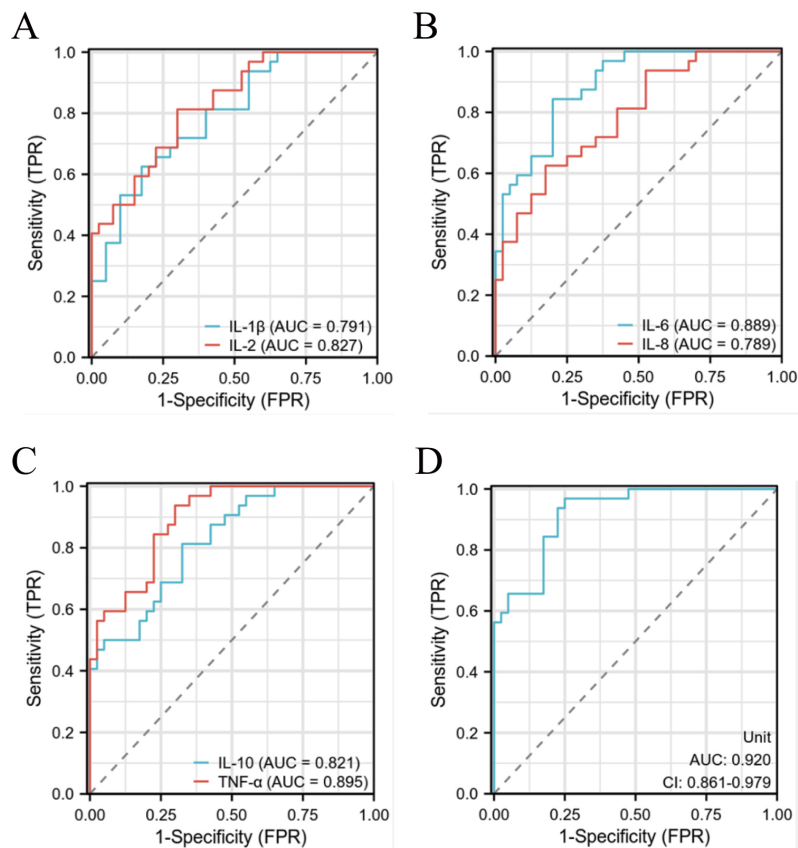 A
1.0
0.8
0.6
0.4
0.2
0.0
Sensitivity (TPR)
IL-1β (AUC = 0.791)
IL-2 (AUC = 0.827)
0.00 0.25 0.50 0.75 1.00
1-Specificity (FPR)
B
1.0
0.8
0.6
0.4
0.2
0.0
Sensitivity (TPR)
IL-6 (AUC = 0.889)
IL-8 (AUC = 0.789)
0.00 0.25 0.50 0.75 1.00
1-Specificity (FPR)
C
1.0
0.8
0.6
0.4
0.2
0.0
Sensitivity (TPR)
IL-10 (AUC = 0.821)
TNF-α (AUC = 0.895)
0.00 0.25 0.50 0.75 1.00
1-Specificity (FPR)
D
1.0
0.8
0.6
0.4
0.2
0.0
Sensitivity (TPR)
Unit
AUC: 0.920
CI: 0.861-0.979
0.00 0.25 0.50 0.75 1.00
1-Specificity (FPR)